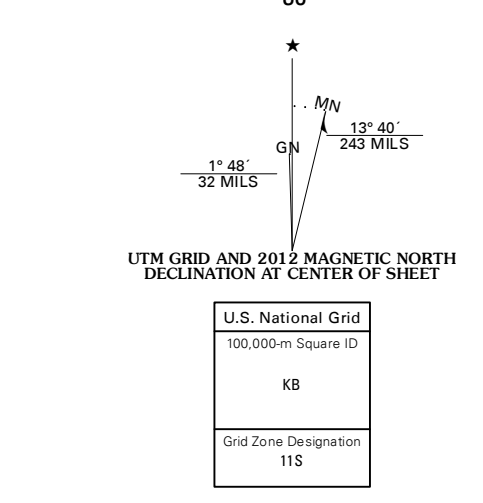 MN
13° 40´
243 MILS
GN
1° 48´
32 MILS
UTM GRID AND 2012 MAGNETIC NORTH
DECLINATION AT CENTER OF SHEET
U.S. National Grid
100,000-m Square ID
KB
Grid Zone Designation
11S